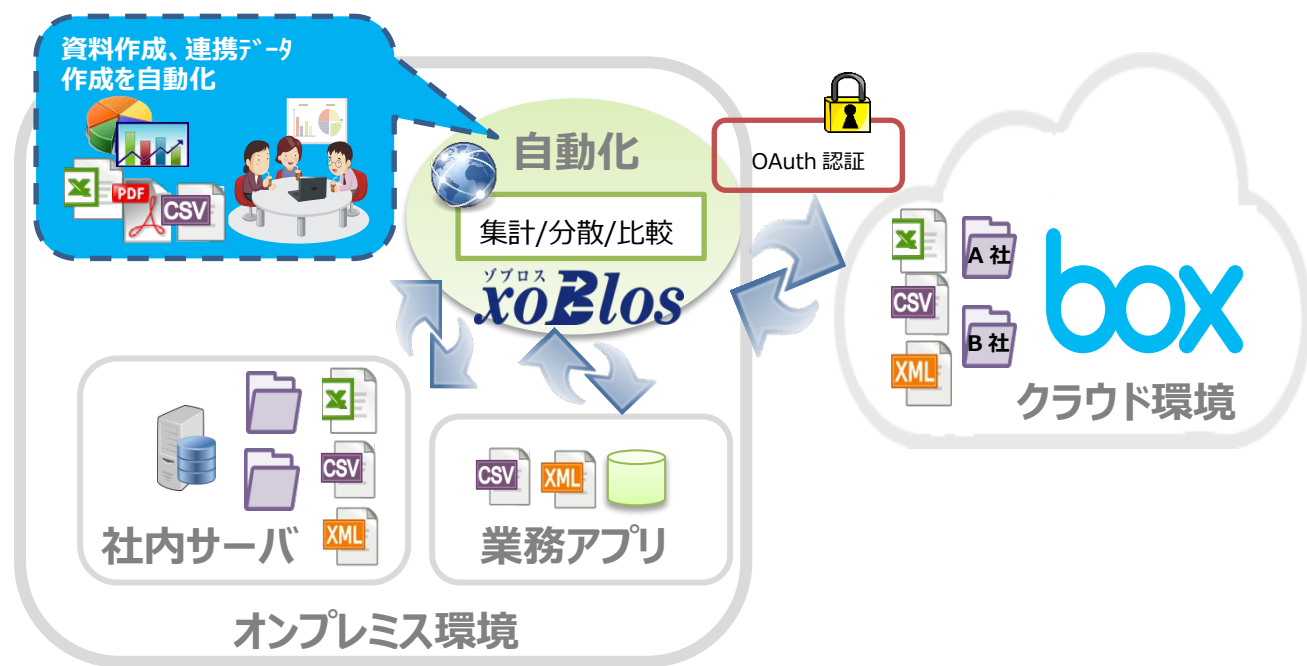 資料作成、連携ﾃﾞｰﾀ
作成を自動化
PDF
CSV
自動化
集計/分散/比較
ゾブロス
xoBlos
OAuth 認証
CSV
XML
A 社
B 社
box
クラウド環境
CSV
XML
社内サーバ
CSV
XML
業務アプリ
オンプレミス環境